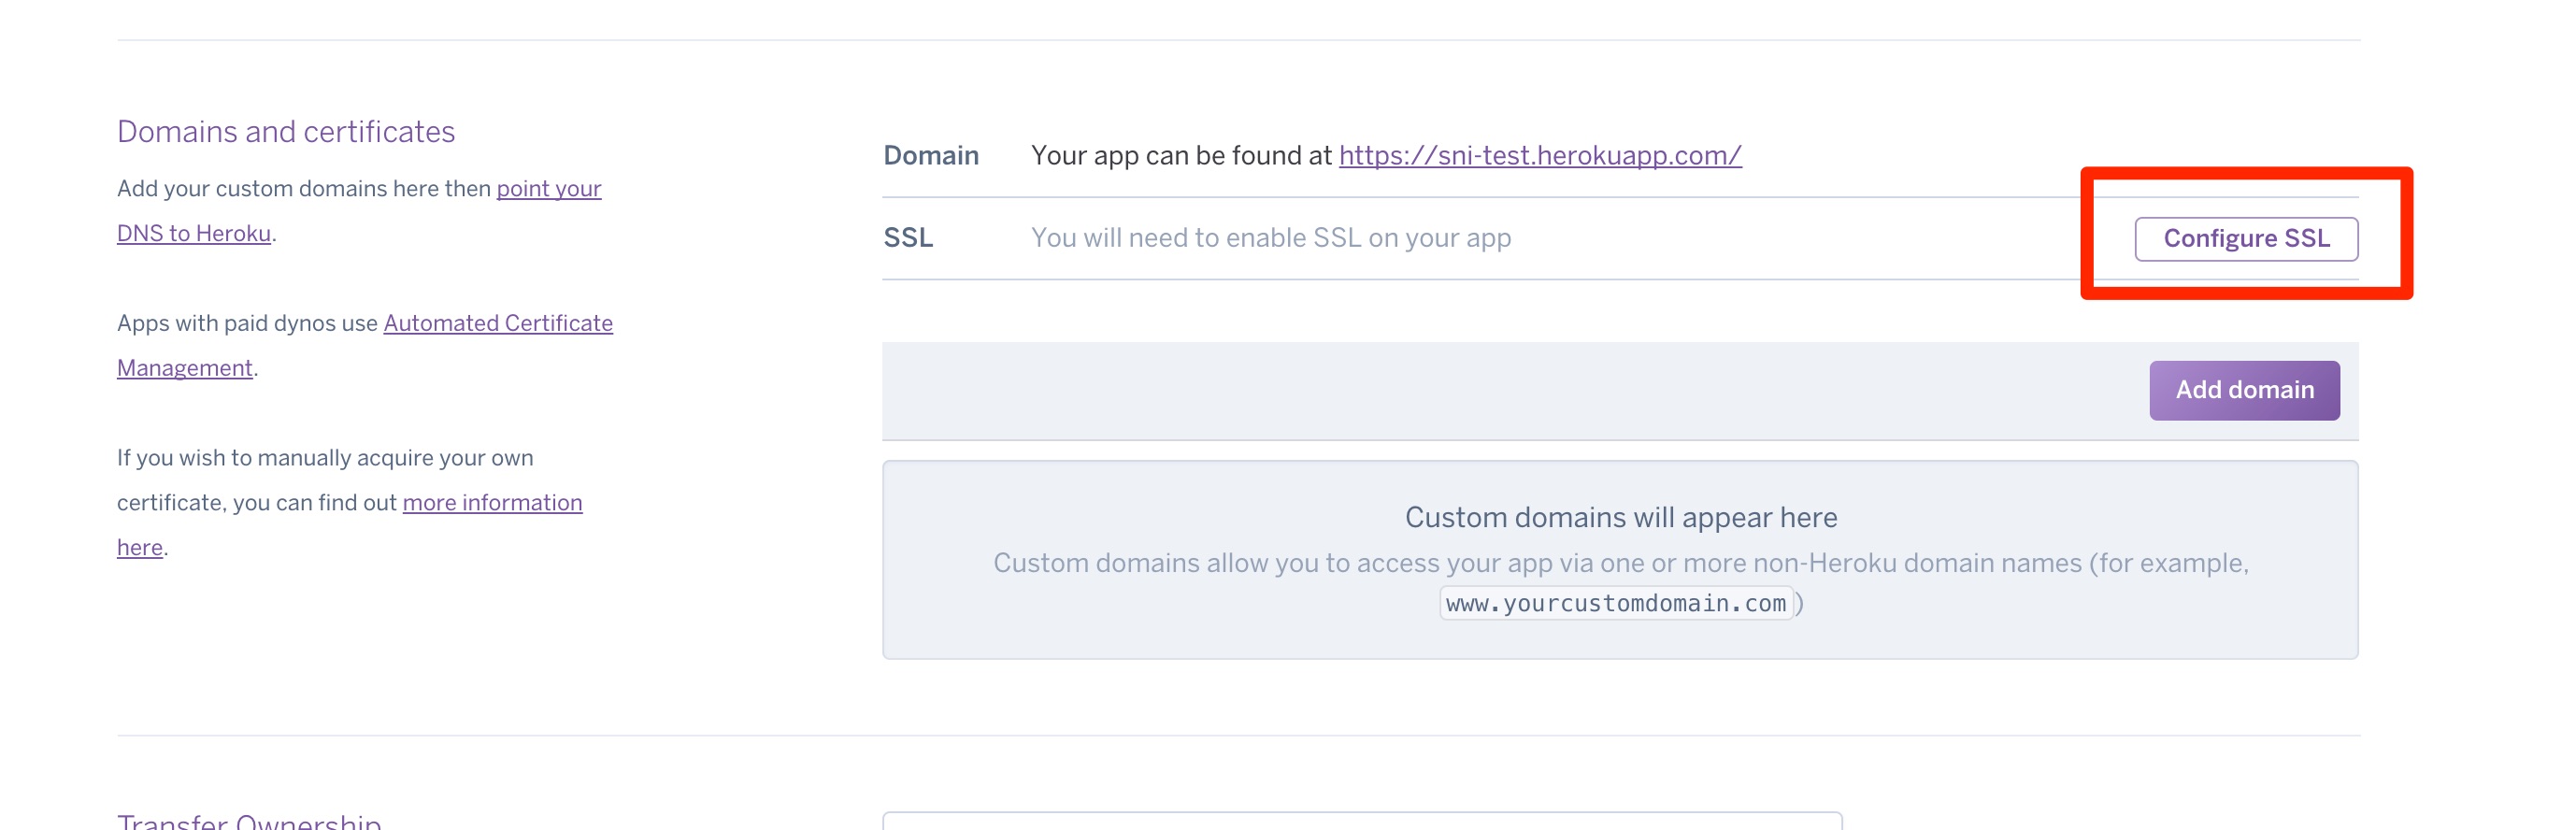 Domains and certificates
Add your custom domains here then point your
DNS to Heroku.
Apps with paid dynos use Automated Certificate
Management.
If you wish to manually acquire your own
certificate, you can find out more information
here.
Domain Your app can be found at https://sni-test.herokuapp.com/
SSL You will need to enable SSL on your app Configure SSL
Add domain
Custom domains will appear here
Custom domains allow you to access your app via one or more non-Heroku domain names (for example,
www.yourcustomdomain.com)
Transfer Ownership